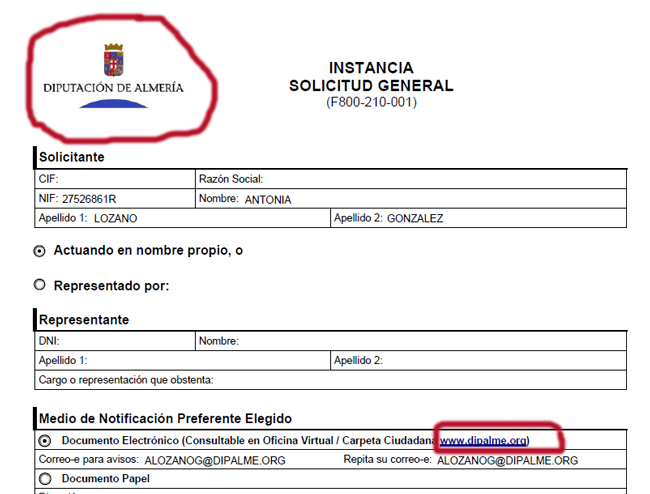 DIPUTACIÓN DE ALMERÍA
INSTANCIA
SOLICITUD GENERAL
(F800-210-001)
Solicitante
CIF: Razón Social:
NIF: 27526861R Nombre: ANTONIA
Apellido 1: LOZANO Apellido 2: GONZALEZ
Actuando en nombre propio, o
Representado por:
Representante
DNI: Nombre:
Apellido 1: Apellido 2:
Cargo o representación que obstenta:
Medio de Notificación Preferente Elegido
Documento Electrónico (Consultable en Oficina Virtual / Carpeta Ciudadana www.dipalme.org)
Correo-e para avisos: ALOZANOG@DIPALME.ORG Repita su correo-e: ALOZANOG@DIPALME.ORG
Documento Papel